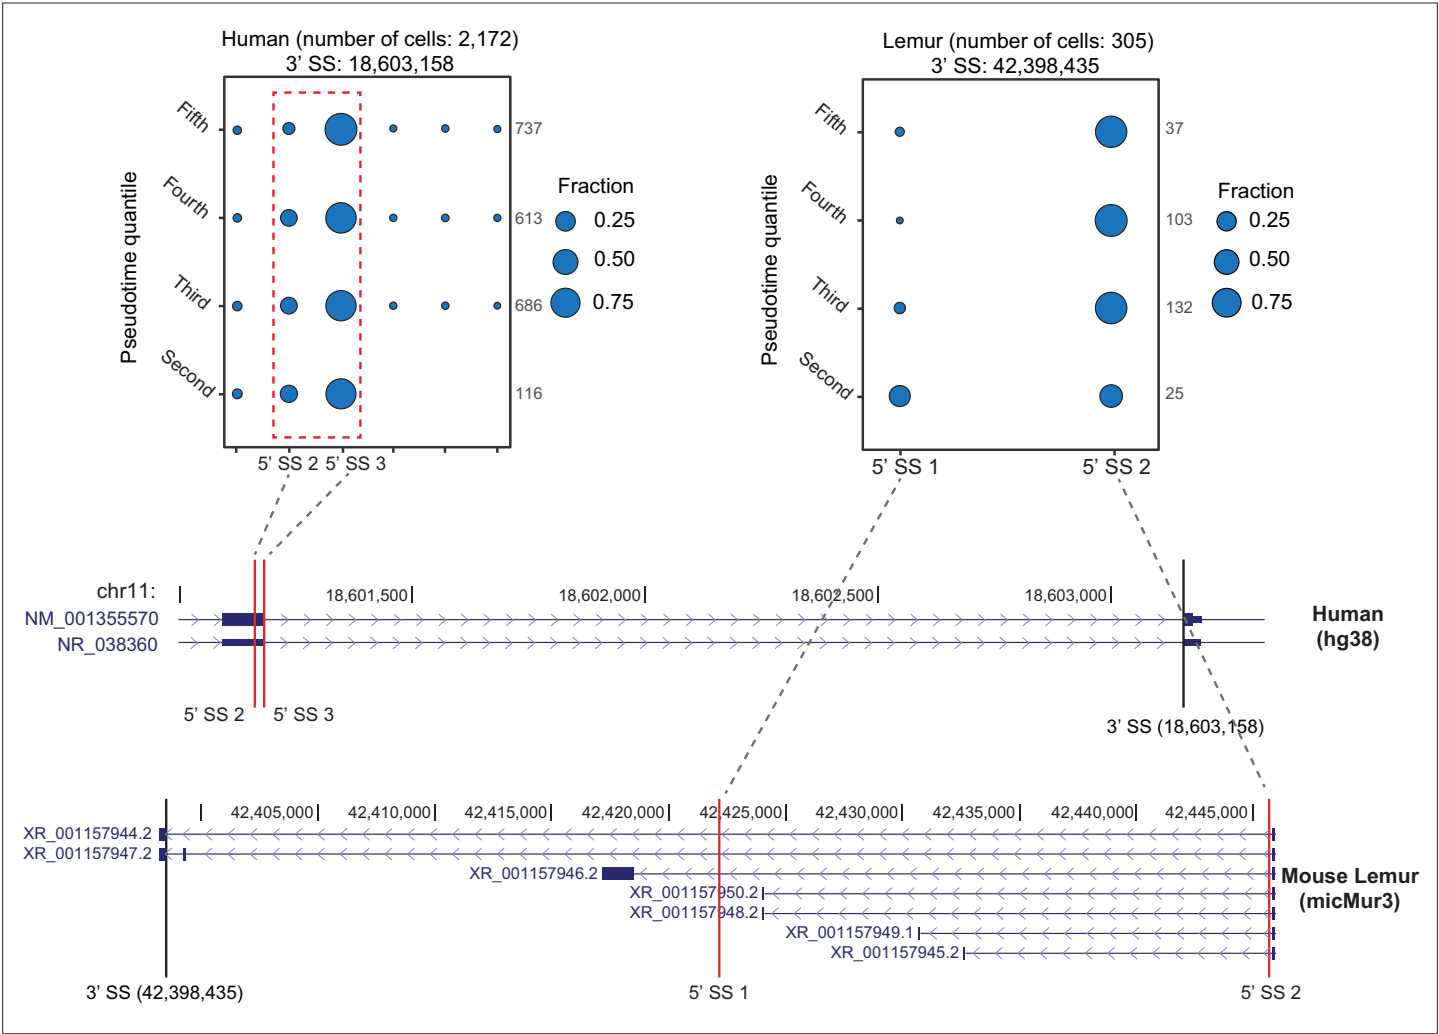 Human (number of cells: 2,172)
3’ SS: 18,603,158
Pseudotime quantile
Fifth
737
Fourth
613
Third
686
Second
116
5’ SS 2 5’ SS 3
Fraction
0.25
0.50
0.75
Lemur (number of cells: 305)
3’ SS: 42,398,435
Pseudotime quantile
Fifth
37
Fourth
103
Third
132
Second
25
5’ SS 1 5’ SS 2
Fraction
0.25
0.50
0.75
chr11: 18,601,500 18,602,000 18,602,500 18,603,000
NM_001355570
NR_038360
Human
(hg38)
5’ SS 2 5’ SS 3
3’ SS (18,603,158)
42,405,000 42,410,000 42,415,000 42,420,000 42,425,000 42,430,000 42,435,000 42,440,000 42,445,000
XR_001157944.2
XR_001157947.2
XR_001157946.2
XR_001157950.2
XR_001157948.2
XR_001157949.1
XR_001157945.2
Mouse Lemur
(micMur3)
3’ SS (42,398,435) 5’ SS 1 5’ SS 2